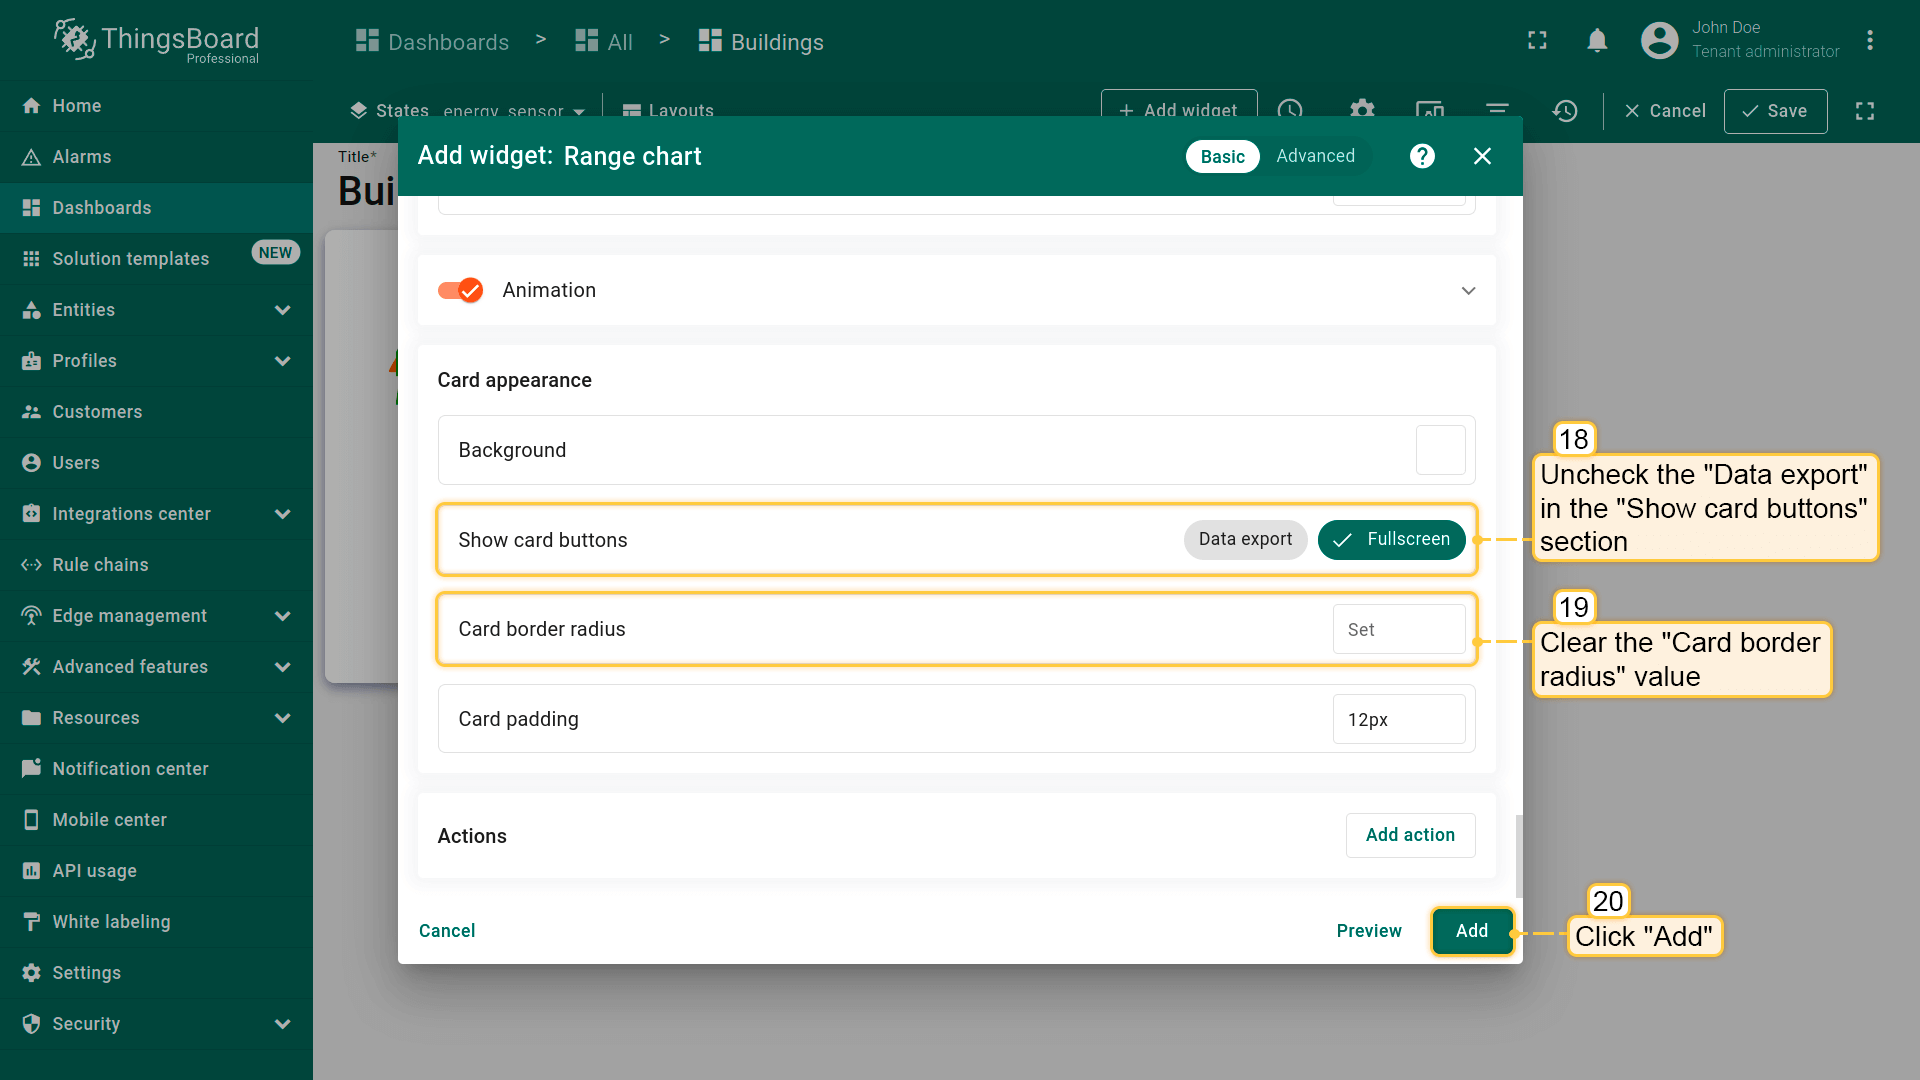 ThingsBoard
Professional
Dashboards > All > Buildings
John Doe
Tenant administrator
Home
Alarms
Dashboards
Solution templates NEW
Entities
Profiles
Customers
Users
Integrations center
Rule chains
Edge management
Advanced features
Resources
Notification center
Mobile center
API usage
White labeling
Settings
Security
States energy_sensor Layouts + Add widget Cancel Save
Title*
Bui
Add widget: Range chart Basic Advanced
Animation
Card appearance
Background
Show card buttons Data export Fullscreen
Card border radius Set
Card padding 12px
Actions Add action
Cancel Preview Add
18
Uncheck the "Data export"
in the "Show card buttons"
section
19
Clear the "Card border
radius" value
20
Click "Add"